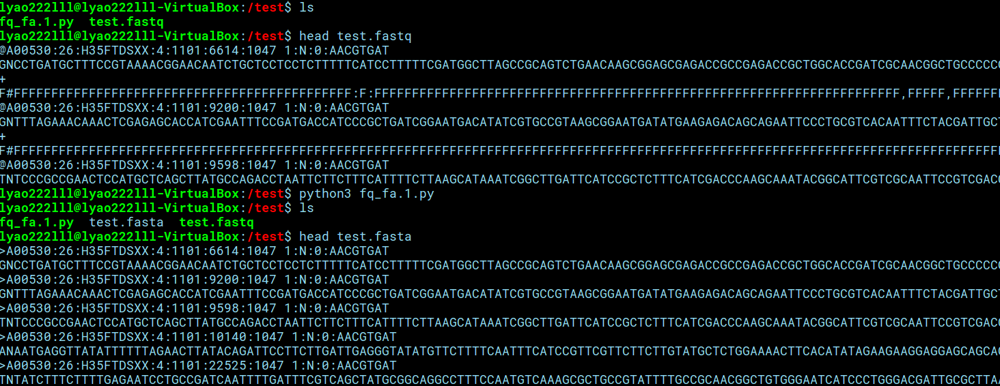 lyao222lll@lyao222lll-VirtualBox:/test$ ls
fq_fa.1.py  test.fastq
lyao222lll@lyao222lll-VirtualBox:/test$ head test.fastq
@A00530:26:H35FTDSXX:4:1101:6614:1047 1:N:0:AACGTGAT
GNCCTGATGCTTTCCGTAAAACGGAACAATCTGCTCCTCCTCTTTTTCATCCTTTTTCGATGGCTTAGCCGCAGTCTGAACAAGCGGAGCGAGACCGCCGAGACCGCTGGCACCGATCGCAACGGCTGCCCCCG
+
F#FFFFFFFFFFFFFFFFFFFFFFFFFFFFFFFFFFFFFFFFFFFFF:F:FFFFFFFFFFFFFFFFFFFFFFFFFFFFFFFFFFFFFFFFFFFFFFFFFFFFFFFFFFFFFFFFFFFFFF,FFFFF,FFFFFFF
@A00530:26:H35FTDSXX:4:1101:9200:1047 1:N:0:AACGTGAT
GNTTTAGAAACAAACTCGAGAGCACCATCGAATTTCCGATGACCATCCCGCTGATCGGAATGACATATCGTGCCGTAAGCGGAATGATATGAAGAGACAGCAGAATTCCCTGCGTCACAATTTCTACGATTGCT
+
F#FFFFFFFFFFFFFFFFFFFFFFFFFFFFFFFFFFFFFFFFFFFFFFFFFFFFFFFFFFFFFFFFFFFFFFFFFFFFFFFFFFFFFFFFFFFFFFFFFFFFFFFFFFFFFFFFFFFFFFFFFFFFFFFFFFFFFF
@A00530:26:H35FTDSXX:4:1101:9598:1047 1:N:0:AACGTGAT
TNTCCCGCCGAACTCCATGCTCAGCTTATGCCAGACCTAATTCTTCTTTCATTTTCTTAAGCATAAATCGGCTTGATTCATCCGCTCTTTCATCGACCCAAGCAAATACGGCATTCGTCGCAATTCCGTCGACC
lyao222lll@lyao222lll-VirtualBox:/test$ python3 fq_fa.1.py
lyao222lll@lyao222lll-VirtualBox:/test$ ls
fq_fa.1.py  test.fasta  test.fastq
lyao222lll@lyao222lll-VirtualBox:/test$ head test.fasta
>A00530:26:H35FTDSXX:4:1101:6614:1047 1:N:0:AACGTGAT
GNCCTGATGCTTTCCGTAAAACGGAACAATCTGCTCCTCCTCTTTTTCATCCTTTTTCGATGGCTTAGCCGCAGTCTGAACAAGCGGAGCGAGACCGCCGAGACCGCTGGCACCGATCGCAACGGCTGCCCCCG
>A00530:26:H35FTDSXX:4:1101:9200:1047 1:N:0:AACGTGAT
GNTTTAGAAACAAACTCGAGAGCACCATCGAATTTCCGATGACCATCCCGCTGATCGGAATGACATATCGTGCCGTAAGCGGAATGATATGAAGAGACAGCAGAATTCCCTGCGTCACAATTTCTACGATTGCT
>A00530:26:H35FTDSXX:4:1101:9598:1047 1:N:0:AACGTGAT
TNTCCCGCCGAACTCCATGCTCAGCTTATGCCAGACCTAATTCTTCTTTCATTTTCTTAAGCATAAATCGGCTTGATTCATCCGCTCTTTCATCGACCCAAGCAAATACGGCATTCGTCGCAATTCCGTCGACC
>A00530:26:H35FTDSXX:4:1101:10140:1047 1:N:0:AACGTGAT
ANAATGAGGTTATATTTTTTAGAACTTATACAGATTCCTTCTTGATTGAGGGTATATGTTCTTTTCAATTTCATCCGTTCGTTCTTCTTGTATGCTCTGGAAAACTTCACATATAGAAGAAGGAGGAGCAGCAG
>A00530:26:H35FTDSXX:4:1101:22525:1047 1:N:0:AACGTGAT
TNTATCTTTCTTTTGAGAATCCTGCCGATCAATTTTGATTTCGTCAGCTATGCGGCAGGCCTTTCCAATGTCAAAGCGCTGCCGTATTTTGCCGCAACGGCTGTGGGAATCATCCCTGGGACGATTGCGCTTAA